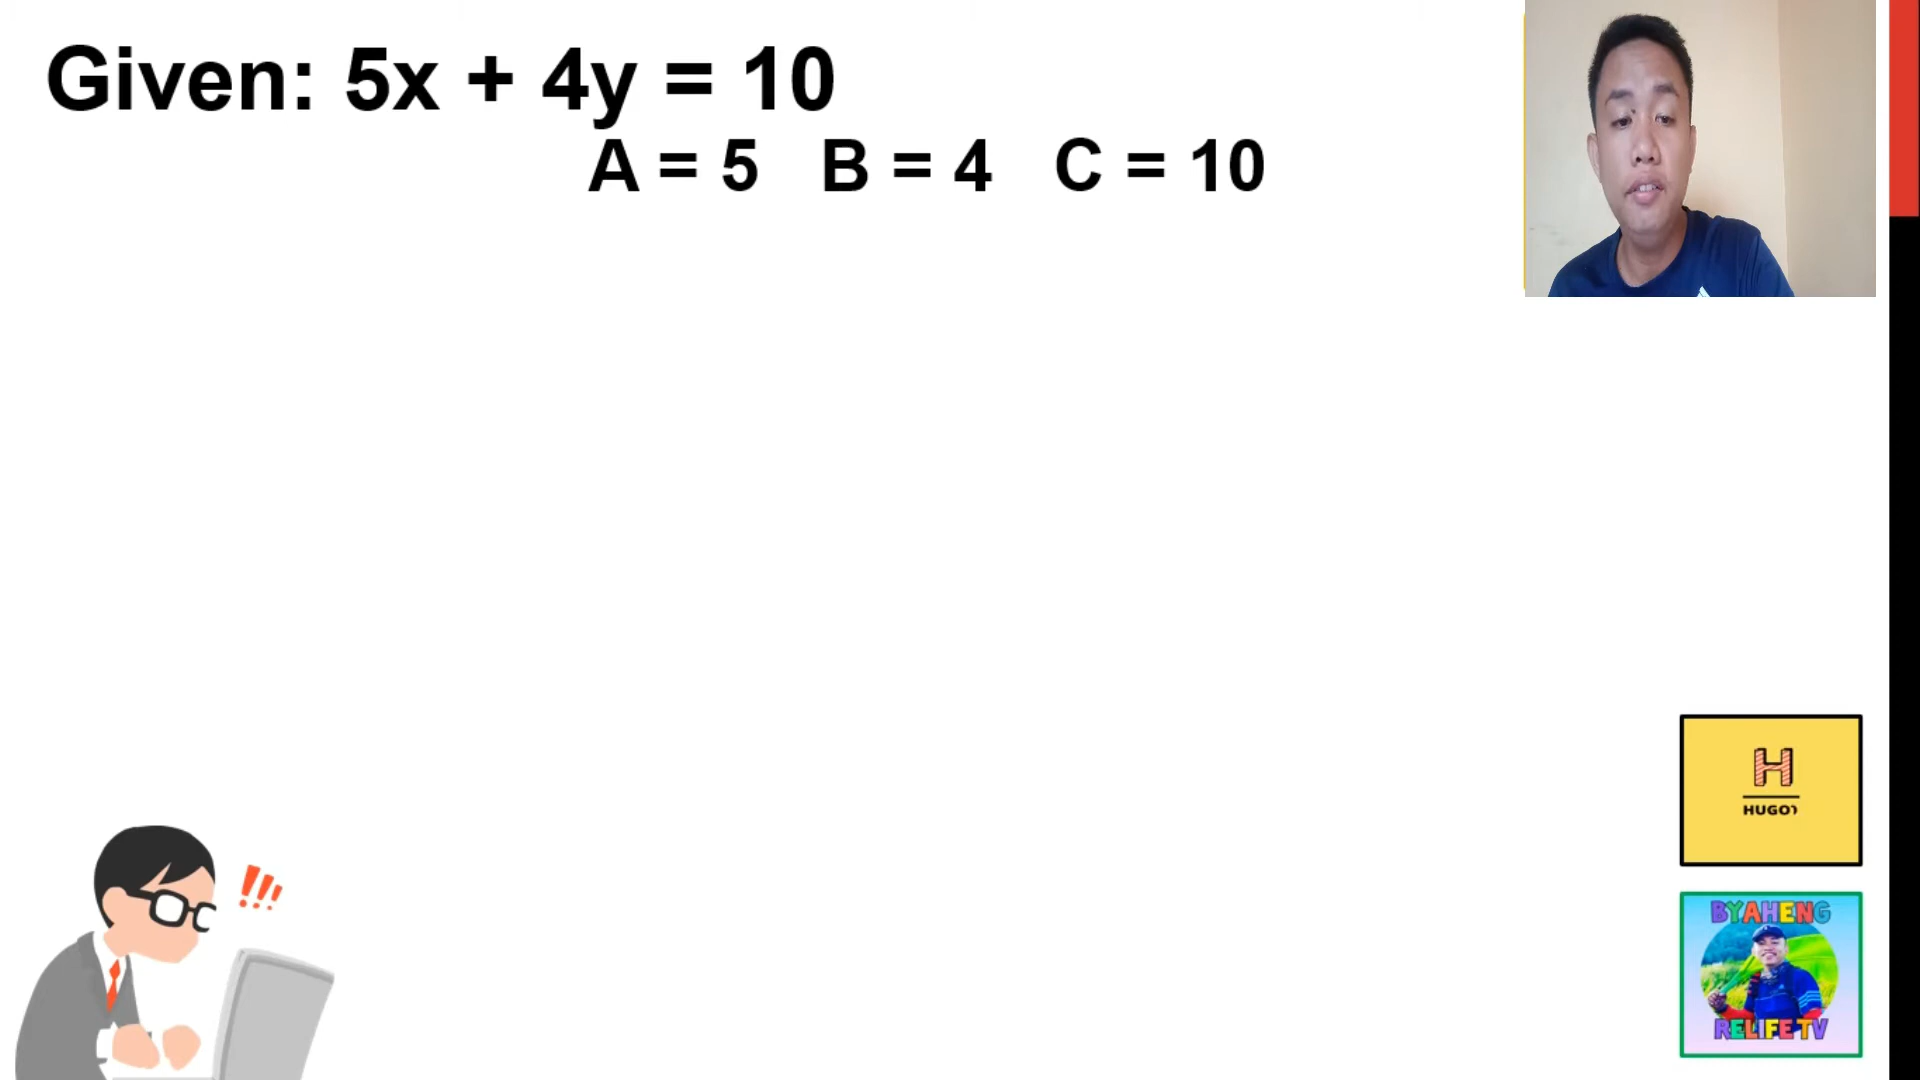 Given: 5x + 4y = 10
A = 5 B = 4 C = 10
!!!
H
HUGOT
BYAHENG
RELIFE TV